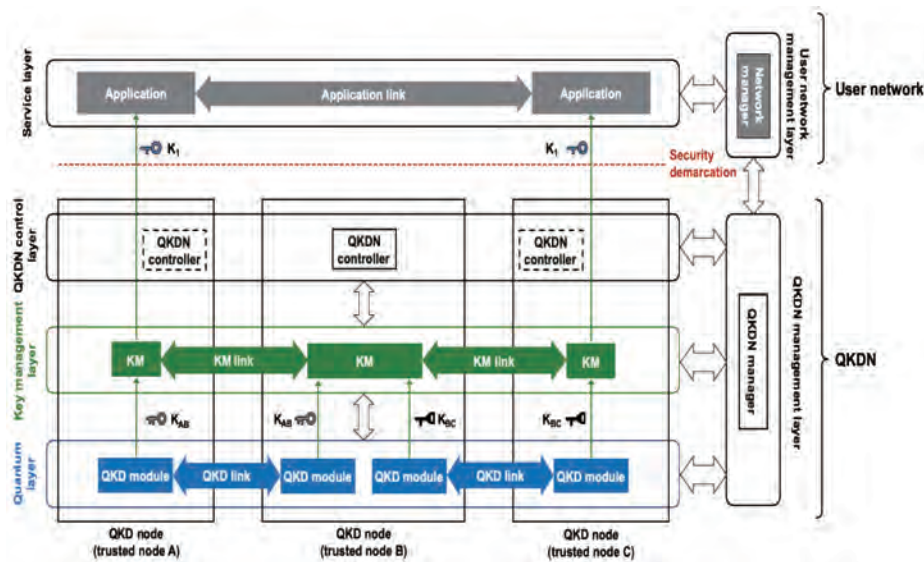 Service layer
Application
Application link
Application
Network manager
User network management layer
User network
K1
K1
Security
demarcation
QKDN control
layer
QKDN
controller
QKDN
controller
QKDN
controller
QKDN manager
QKDN management layer
QKDN
Key management
layer
KM
KM link
KM
KM link
KM
KAB
KAB
KBC
KBC
Quantum
layer
QKD module
QKD link
QKD module
QKD module
QKD link
QKD module
QKD node
(trusted node A)
QKD node
(trusted node B)
QKD node
(trusted node C)